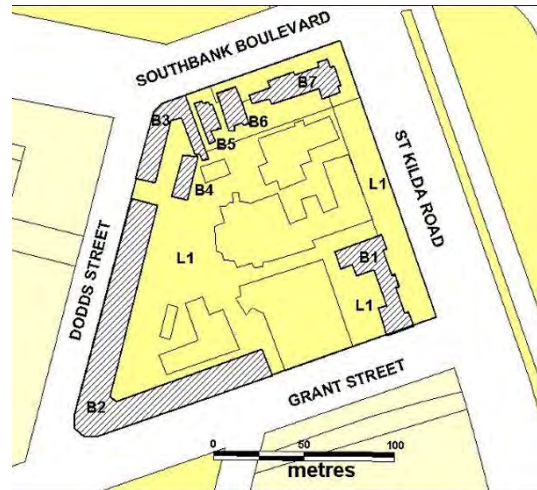 SOUTHBANK BOULEVARD
B7
B3
B6
B5
B4
ST KILDA ROAD
L1
DODDS STREET
L1
B1
L1
B2
GRANT STREET
0 50 100
metres